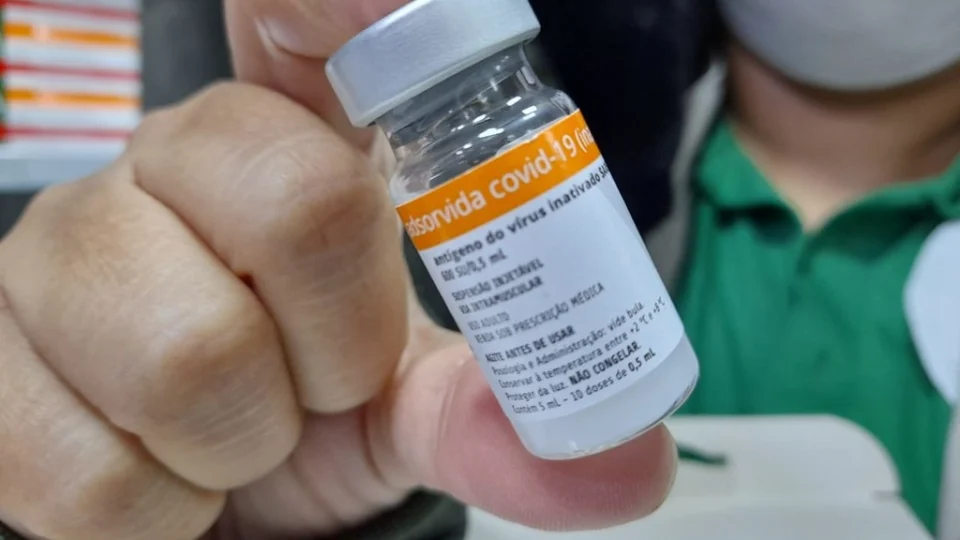 adsorvida covid-19 (ina
antígeno do vírus inativado SA
600 SU/0,5 mL
SUSPENSÃO INJETÁVEL
VIA INTRAMUSCULAR
USO ADULTO
VENDA SOB PRESCRIÇÃO MÉDICA
AGITE ANTES DE USAR
Posologia e Administração: vide bula
Conservar à temperatura entre +2 °C e +8 °C
Proteger da luz. NÃO CONGELAR.
Contém 5 mL – 10 doses de 0,5 mL